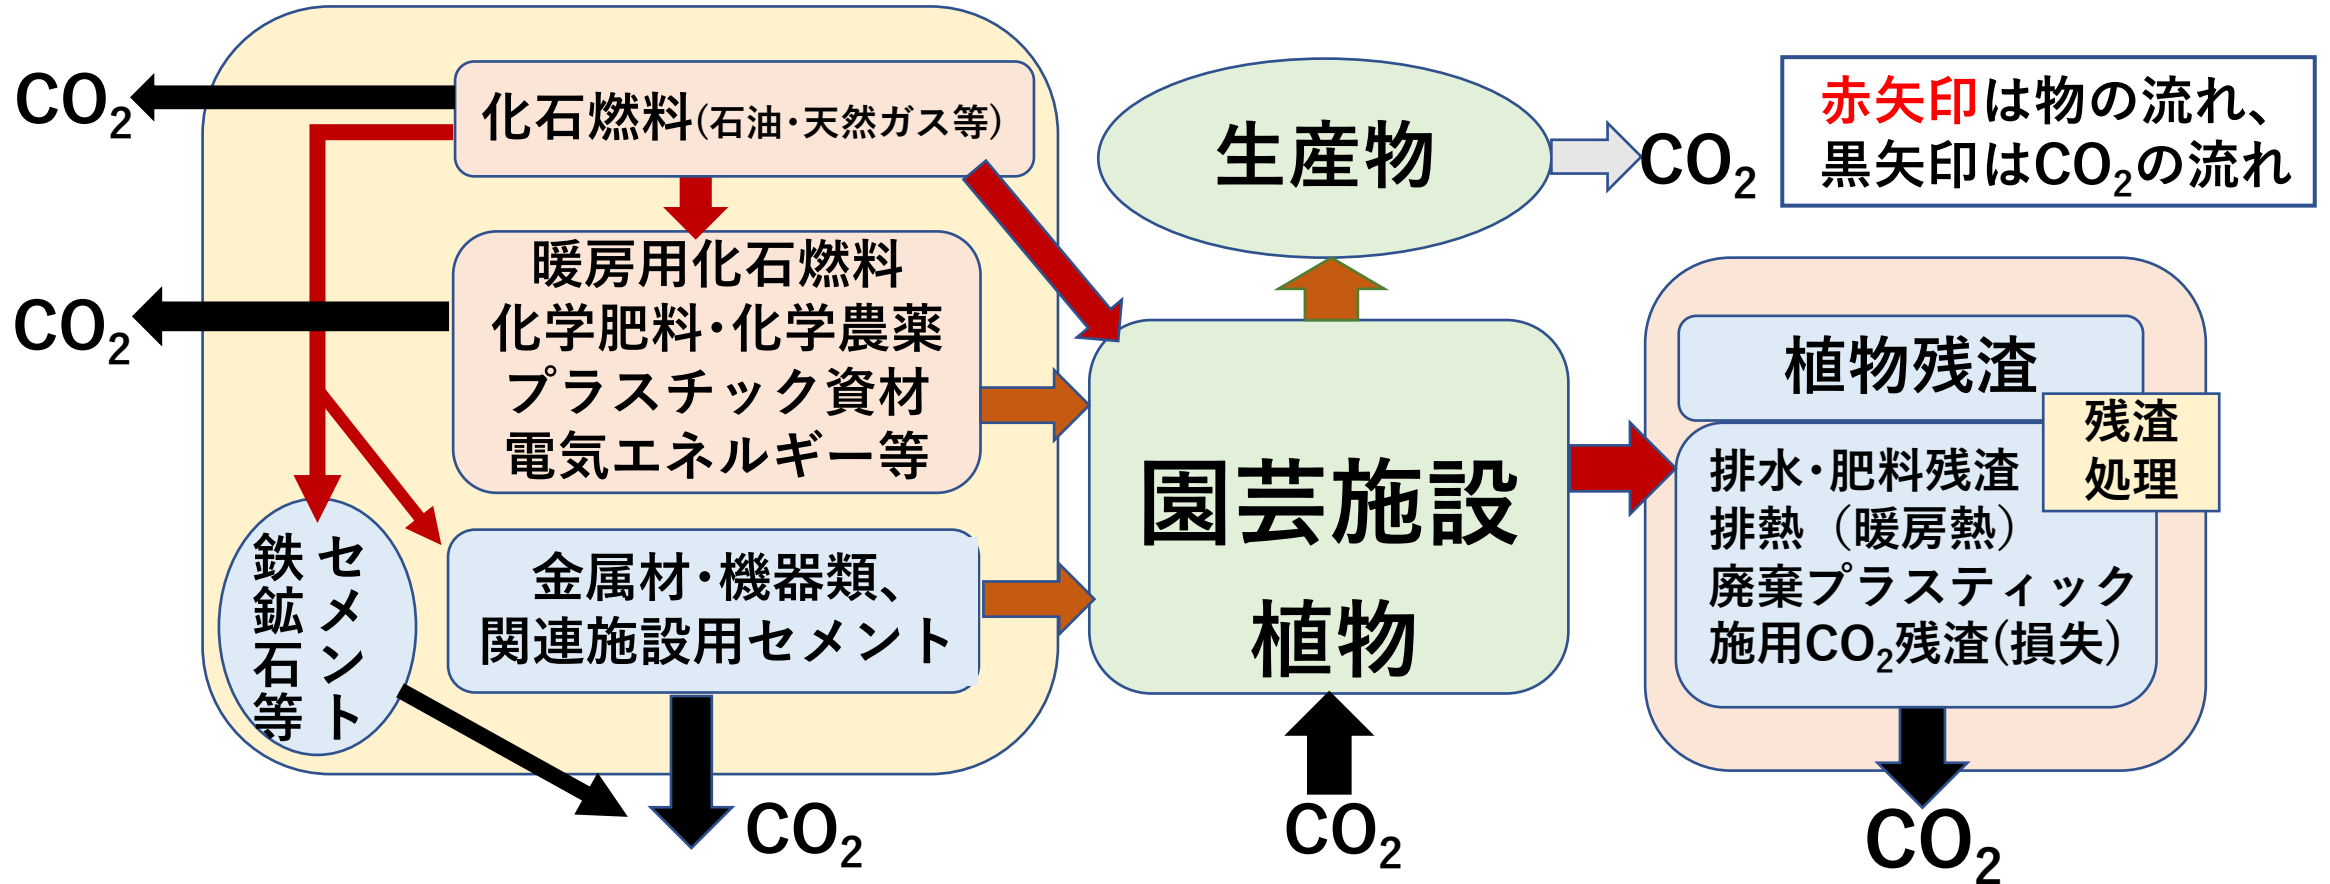 CO₂
化石燃料(石油・天然ガス等)
CO₂
暖房用化石燃料
化学肥料・化学農薬
プラスチック資材
電気エネルギー等
セメント
鉄鉱石等
金属材・機器類、
関連施設用セメント
CO₂
生産物
CO₂
園芸施設
植物
CO₂
赤矢印は物の流れ、
黒矢印はCO₂の流れ
植物残渣
残渣
処理
排水・肥料残渣
排熱（暖房熱）
廃棄プラスティック
施用CO₂残渣(損失)
CO₂